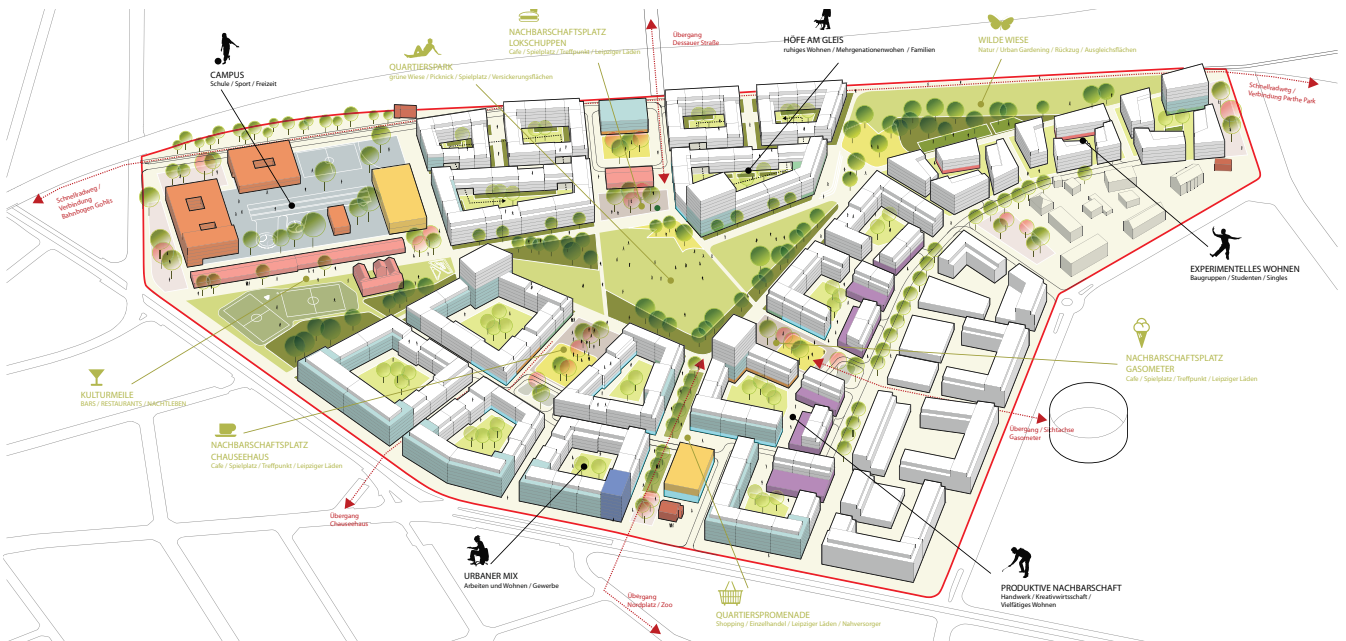 NACHBARSCHAFTSPLATZ
LOKSCHUPPEN
Cafe / Spielplatz / Treffpunkt / Leipziger Läden
Übergang
Dessauer Straße
HÖFE AM GLEIS
ruhiges Wohnen / Mehrgenationenwohen / Familien
WILDE WIESE
Natur / Urban Gardening / Rückzug / Ausgleichsflächen
QUARTIERSPARK
grüne Wiese / Picknick / Spielplatz / Versickerungsflächen
CAMPUS
Schule / Sport / Freizeit
Schnellradweg /
Verbindung Parthe Park
Schnellradweg /
Verbindung
Bahnbogen Gohlis
EXPERIMENTELLES WOHNEN
Baugruppen / Studenten / Singles
NACHBARSCHAFTSPLATZ
GASOMETER
Cafe / Spielplatz / Treffpunkt / Leipziger Läden
KULTURMEILE
BARS / RESTAURANTS / NACHTLEBEN
NACHBARSCHAFTSPLATZ
CHAUSEEHAUS
Cafe / Spielplatz / Treffpunkt / Leipziger Läden
Übergang / Sichtachse
Gasometer
Übergang
Chauseehaus
URBANER MIX
Arbeiten und Wohnen / Gewerbe
Übergang
Nordplatz / Zoo
QUARTIERSPROMENADE
Shopping / Einzelhandel / Leipziger Läden / Nahversorger
PRODUKTIVE NACHBARSCHAFT
Handwerk / Kreativwirtschaft /
Vielfätiges Wohnen